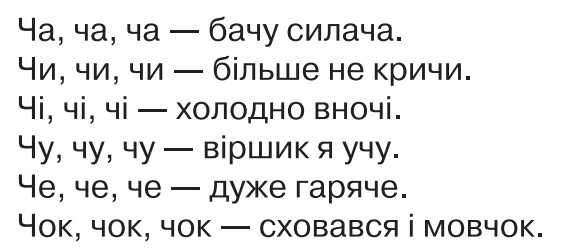 Ча, ча, ча — бачу силача.
Чи, чи, чи — більше не кричи.
Чі, чі, чі — холодно вночі.
Чу, чу, чу — віршик я учу.
Че, че, че — дуже гаряче.
Чок, чок, чок — сховався і мовчок.